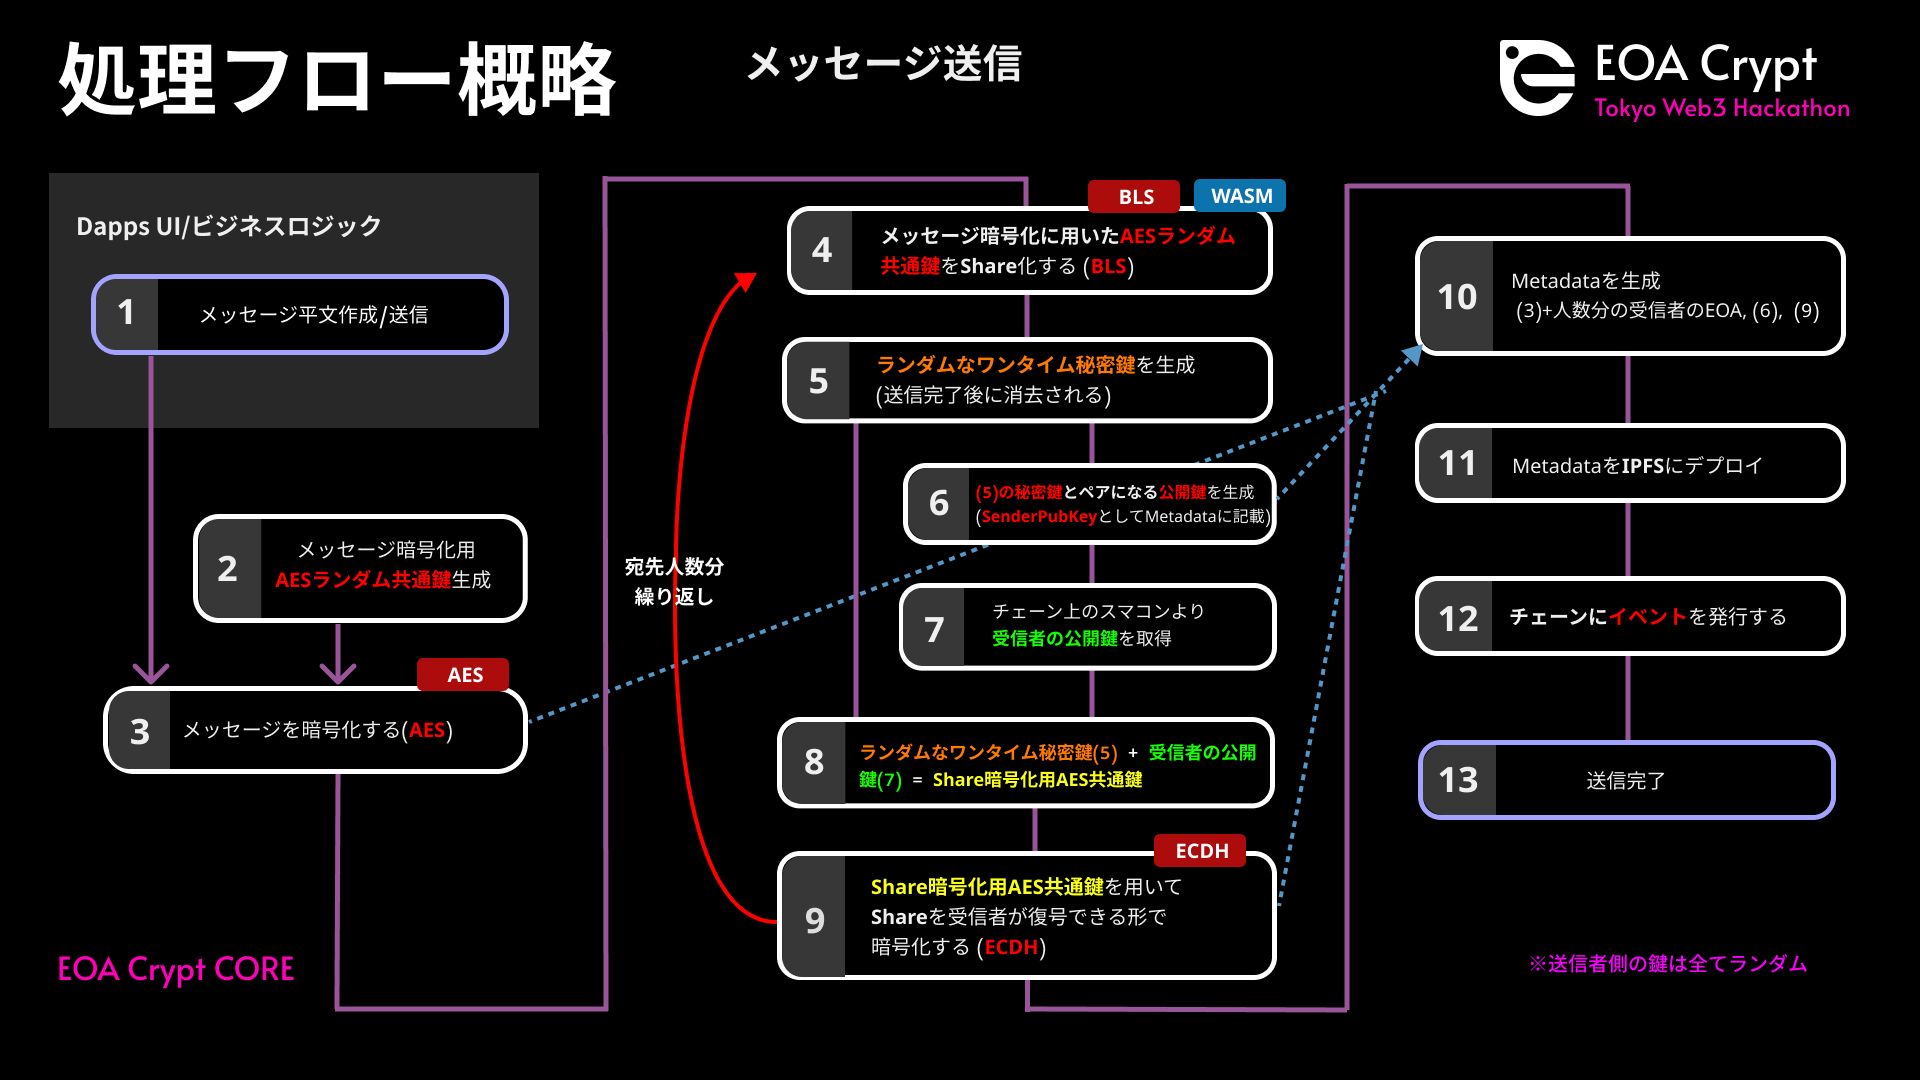 処理フロー概略
メッセージ送信
EOA Crypt
Tokyo Web3 Hackathon
Dapps UI/ビジネスロジック
1
メッセージ平文作成/送信
2
メッセージ暗号化用
AESランダム共通鍵生成
AES
3
メッセージを暗号化する(AES)
EOA Crypt CORE
宛先人数分
繰り返し
BLS
WASM
4
メッセージ暗号化に用いたAESランダム
共通鍵をShare化する (BLS)
5
ランダムなワンタイム秘密鍵を生成
(送信完了後に消去される)
6
(5)の秘密鍵とペアになる公開鍵を生成
(SenderPubKeyとしてMetadataに記載)
7
チェーン上のスマコンより
受信者の公開鍵を取得
8
ランダムなワンタイム秘密鍵(5) + 受信者の公開
鍵(7) = Share暗号化用AES共通鍵
ECDH
9
Share暗号化用AES共通鍵を用いて
Shareを受信者が復号できる形で
暗号化する (ECDH)
10
Metadataを生成
(3)+人数分の受信者のEOA, (6), (9)
11
MetadataをIPFSにデプロイ
12
チェーンにイベントを発行する
13
送信完了
※送信者側の鍵は全てランダム